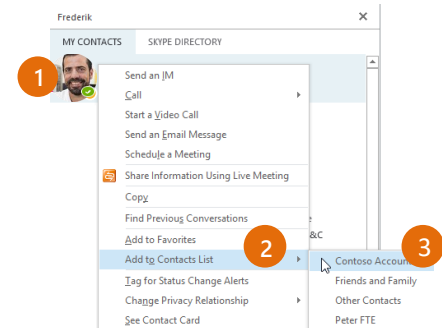 Frederik
MY CONTACTS SKYPE DIRECTORY
1
Send an IM
Call
Start a Video Call
Send an Email Message
Schedule a Meeting
Share Information Using Live Meeting
Copy
Find Previous Conversations
Add to Favorites
2
&C
Add to Contacts List
3
Contoso Accoun
Tag for Status Change Alerts
Friends and Family
Change Privacy Relationship
Other Contacts
See Contact Card
Peter FTE